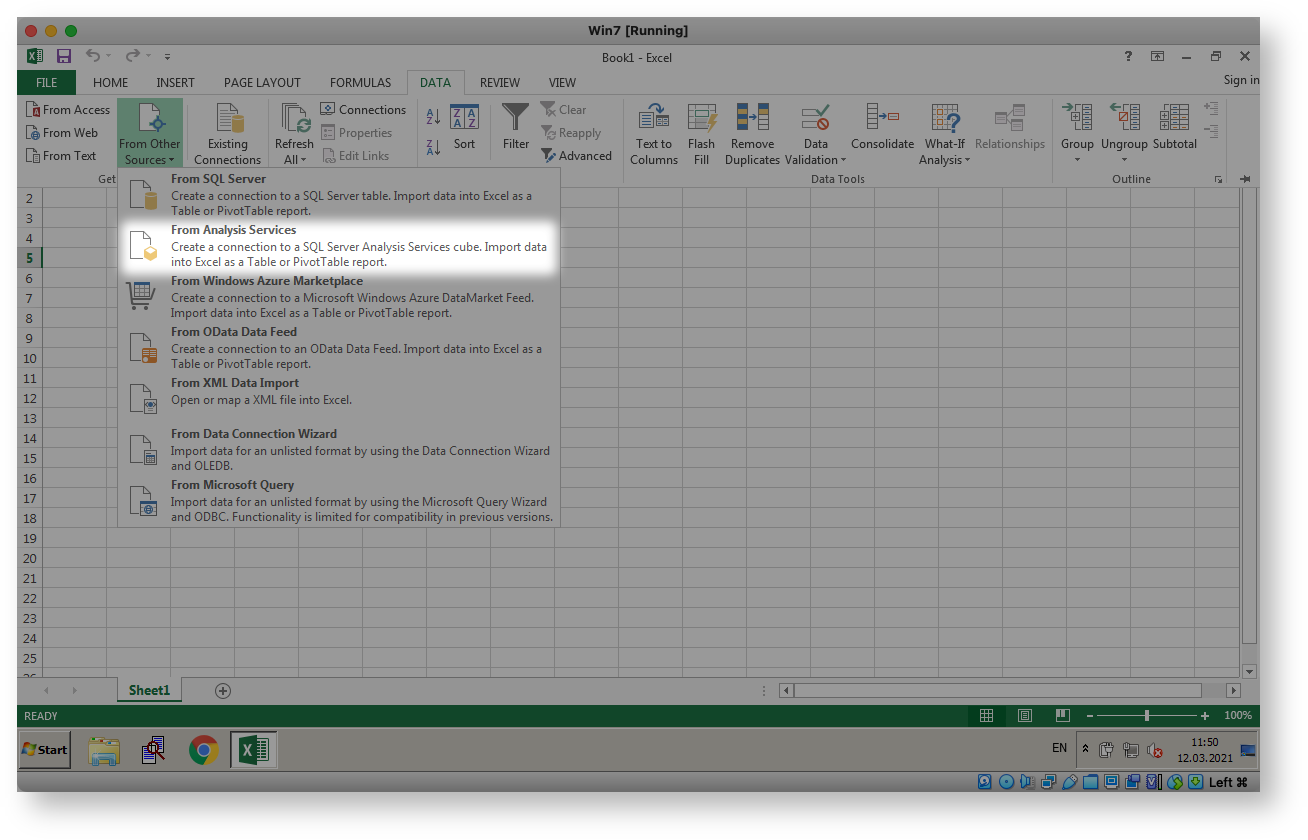 Win7 [Running]
Book1 - Excel
?
FILE HOME INSERT PAGE LAYOUT FORMULAS DATA REVIEW VIEW Sign in
From Access
From Web
From Text
From Other Sources
Existing Connections
Refresh All
Connections
Properties
Edit Links
Sort
Filter
Clear
Reapply
Advanced
Text to Columns
Flash Fill
Remove Duplicates
Data Validation
Consolidate
What-If Analysis
Relationships
Group
Ungroup
Subtotal
Get
Data Tools
Outline
From SQL Server
Create a connection to a SQL Server table. Import data into Excel as a
Table or PivotTable report.
From Analysis Services
Create a connection to a SQL Server Analysis Services cube. Import data
into Excel as a Table or PivotTable report.
From Windows Azure Marketplace
Create a connection to a Microsoft Windows Azure DataMarket Feed.
Import data into Excel as a Table or PivotTable report.
From OData Data Feed
Create a connection to an OData Data Feed. Import data into Excel as a
Table or PivotTable report.
From XML Data Import
Open or map a XML file into Excel.
From Data Connection Wizard
Import data for an unlisted format by using the Data Connection Wizard
and OLEDB.
From Microsoft Query
Import data for an unlisted format by using the Microsoft Query Wizard
and ODBC. Functionality is limited for compatibility in previous versions.
2
3
4
5
6
7
8
9
10
11
12
13
14
15
16
17
18
19
20
21
22
23
24
25
Sheet1
READY
100%
Start
EN
11:50
12.03.2021
Left ⌘